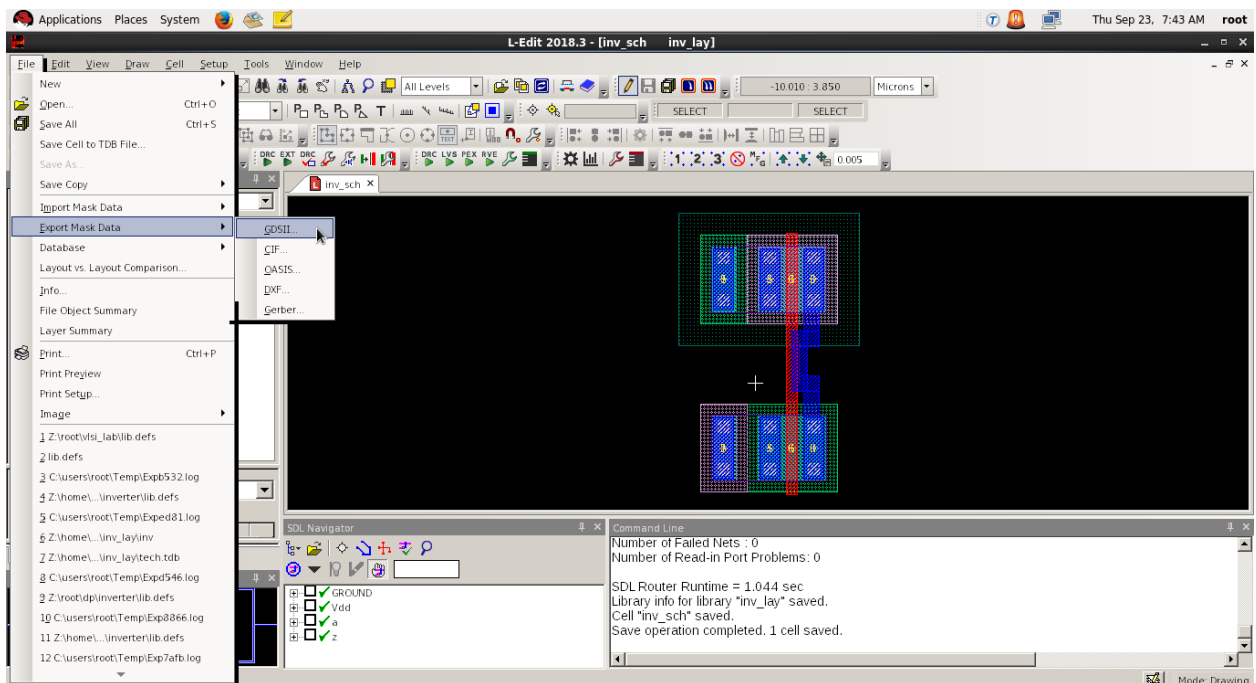 Applications Places System
Thu Sep 23, 7:43 AM root
L-Edit 2018.3 - [inv_sch inv_lay]
File Edit View Draw Cell Setup Tools Window Help
All Levels
-10.010 : 3.850
Microns
SELECT
SELECT
DRC EXT DRC
DRC LVS PEX RVE
0.005
New
Open... Ctrl+O
Save All Ctrl+S
Save Cell to TDB File...
Save As...
Save Copy
Import Mask Data
Export Mask Data
Database
Layout vs. Layout Comparison...
Info...
File Object Summary
Layer Summary
Print... Ctrl+P
Print Preview
Print Setup...
Image
1 Z:\root\vlsi_lab\lib.defs
2 lib.defs
3 C:\users\root\Temp\Expb532.log
4 Z:\home\...\inverter\lib.defs
5 C:\users\root\Temp\Exped81.log
6 Z:\home\...\inv_lay\inv
7 Z:\home\...\inv_lay\tech.tdb
8 C:\users\root\Temp\Expd546.log
9 Z:\root\dp\inverter\lib.defs
10 C:\users\root\Temp\Exp8866.log
11 Z:\home\...\inverter\lib.defs
12 C:\users\root\Temp\Exp7afb.log
GDSII...
CIF...
OASIS...
DXF...
Gerber...
inv_sch
SDL Navigator
GROUND
Vdd
a
z
Command Line
Number of Failed Nets : 0
Number of Read-in Port Problems: 0
SDL Router Runtime = 1.044 sec
Library info for library "inv_lay" saved.
Cell "inv_sch" saved.
Save operation completed. 1 cell saved.
Mode: Drawing